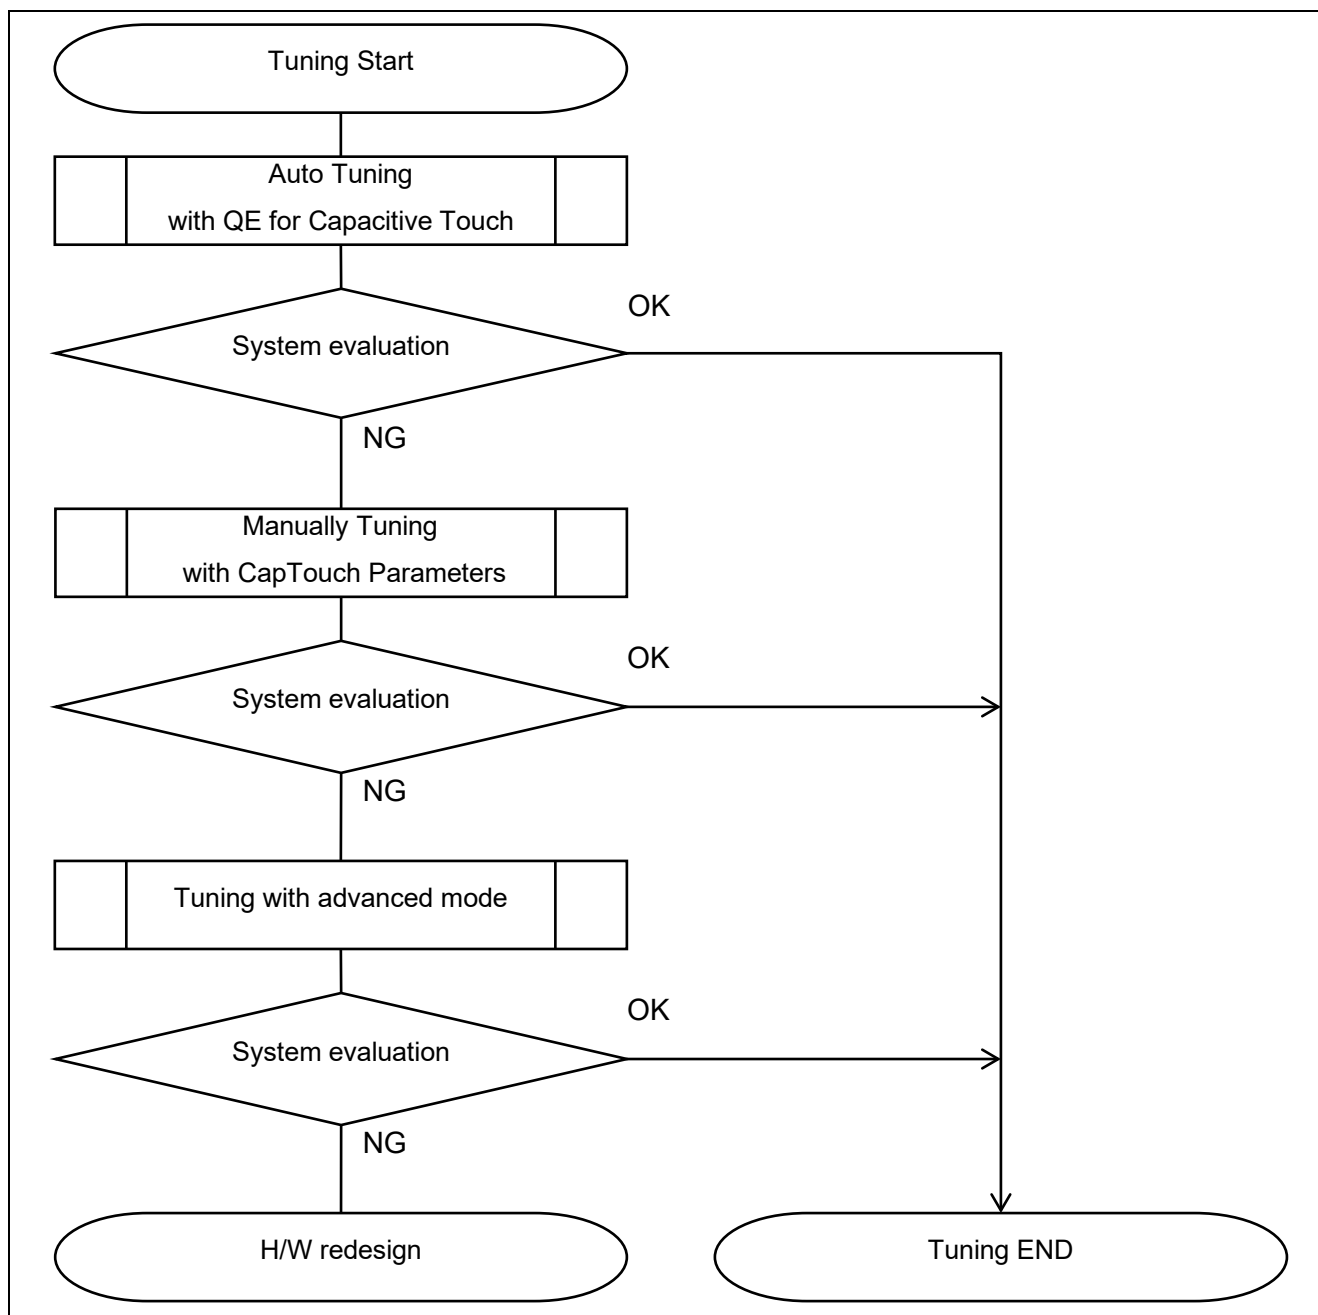 Tuning Start
Auto Tuning
with QE for Capacitive Touch
OK
System evaluation
NG
Manually Tuning
with CapTouch Parameters
OK
System evaluation
NG
Tuning with advanced mode
OK
System evaluation
NG
H/W redesign
Tuning END